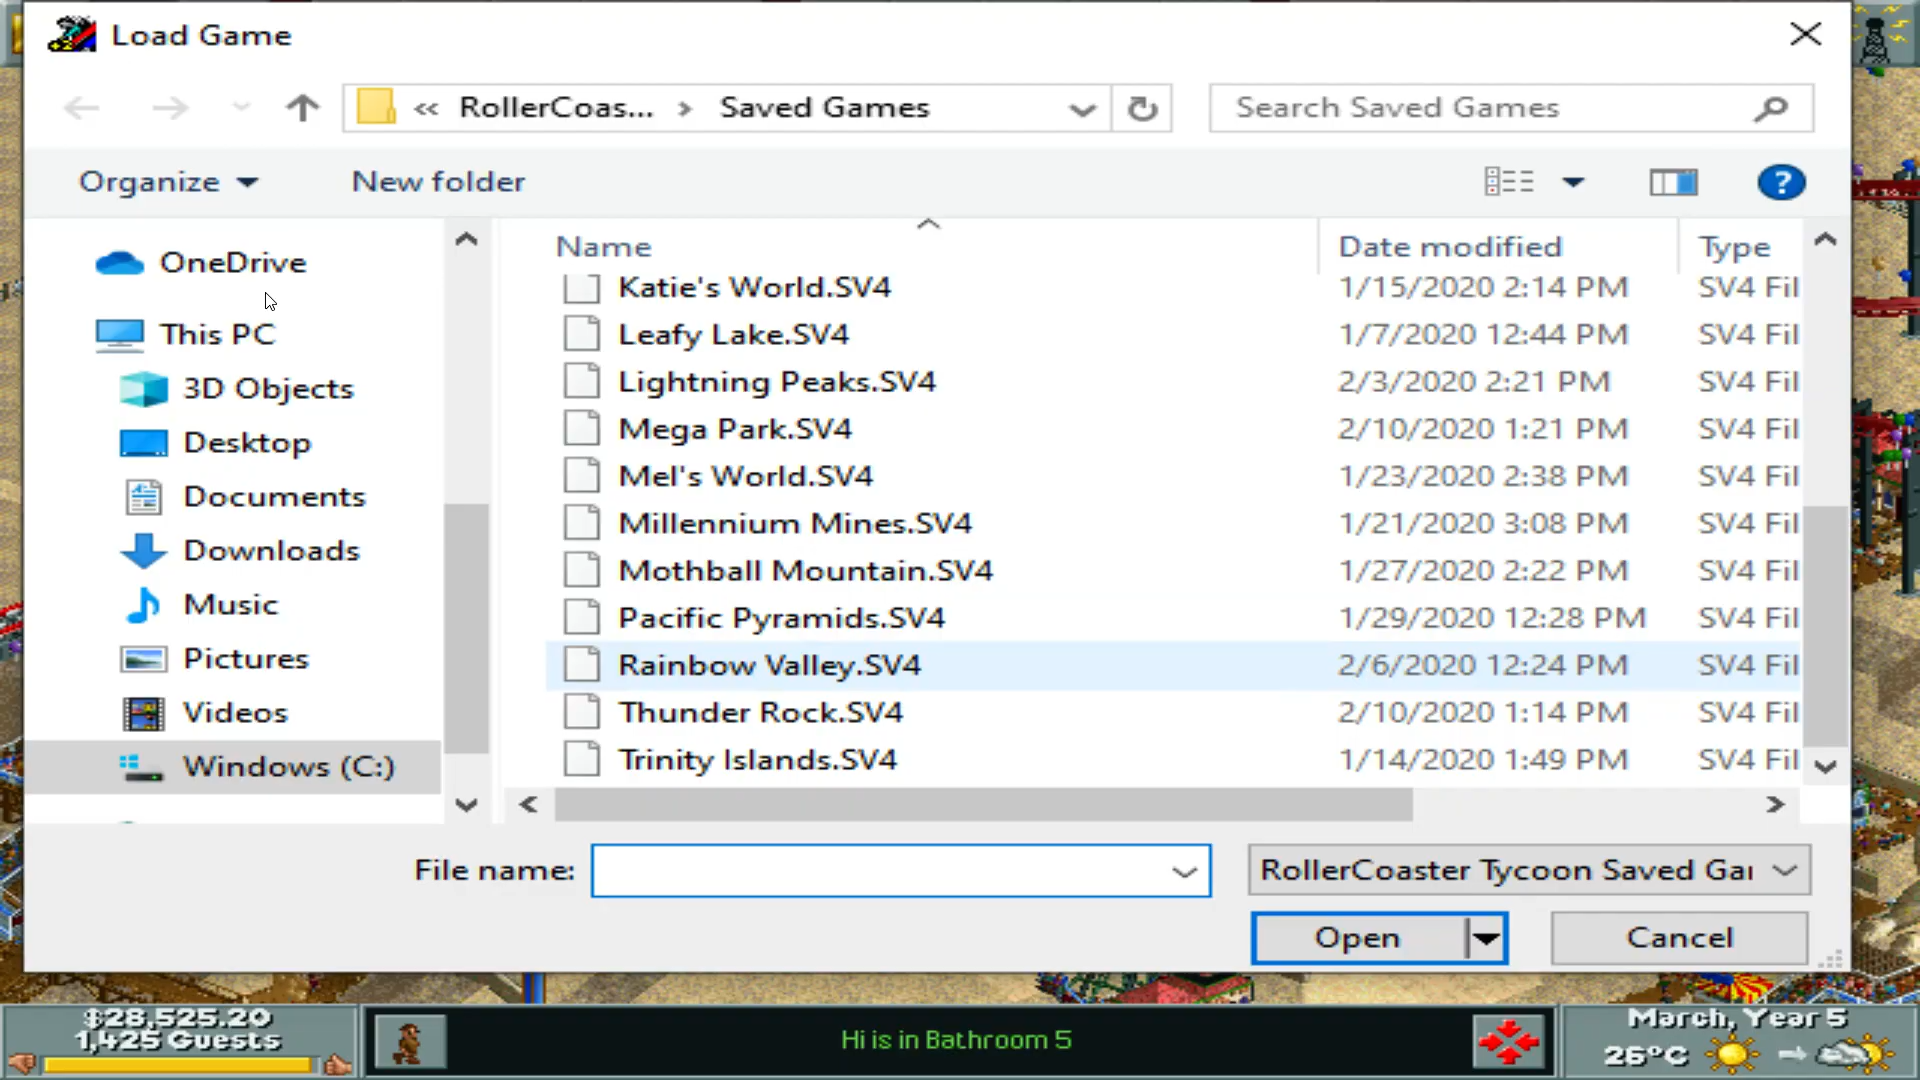 Load Game
« RollerCoas... > Saved Games
Search Saved Games
Organize
New folder
?
OneDrive
This PC
3D Objects
Desktop
Documents
Downloads
Music
Pictures
Videos
Windows (C:)
Name Date modified Type
Katie's World.SV4 1/15/2020 2:14 PM SV4 Fil
Leafy Lake.SV4 1/7/2020 12:44 PM SV4 Fil
Lightning Peaks.SV4 2/3/2020 2:21 PM SV4 Fil
Mega Park.SV4 2/10/2020 1:21 PM SV4 Fil
Mel's World.SV4 1/23/2020 2:38 PM SV4 Fil
Millennium Mines.SV4 1/21/2020 3:08 PM SV4 Fil
Mothball Mountain.SV4 1/27/2020 2:22 PM SV4 Fil
Pacific Pyramids.SV4 1/29/2020 12:28 PM SV4 Fil
Rainbow Valley.SV4 2/6/2020 12:24 PM SV4 Fil
Thunder Rock.SV4 2/10/2020 1:14 PM SV4 Fil
Trinity Islands.SV4 1/14/2020 1:49 PM SV4 Fil
File name:
RollerCoaster Tycoon Saved Gar
Open
Cancel
$28,525.20
1,425 Guests
Hi is in Bathroom 5
March, Year 5
26°C